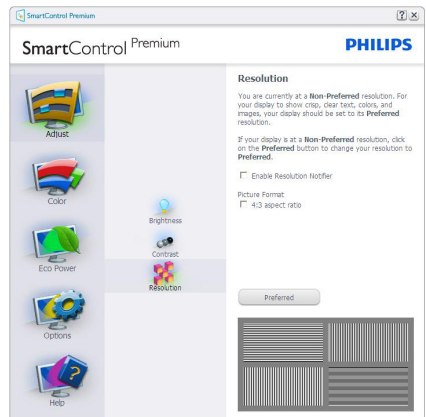 SmartControl Premium
SmartControl Premium
PHILIPS
Adjust
Color
Eco Power
Options
Help
Brightness
Contrast
Resolution
Resolution
You are currently at a Non-Preferred resolution. For
your display to show crisp, clear text, colors, and
images, your display should be set to its Preferred
resolution.
If your display is at a Non-Preferred resolution, click
on the Preferred button to change your resolution to
Preferred.
Enable Resolution Notifier
Picture Format
4:3 aspect ratio
Preferred